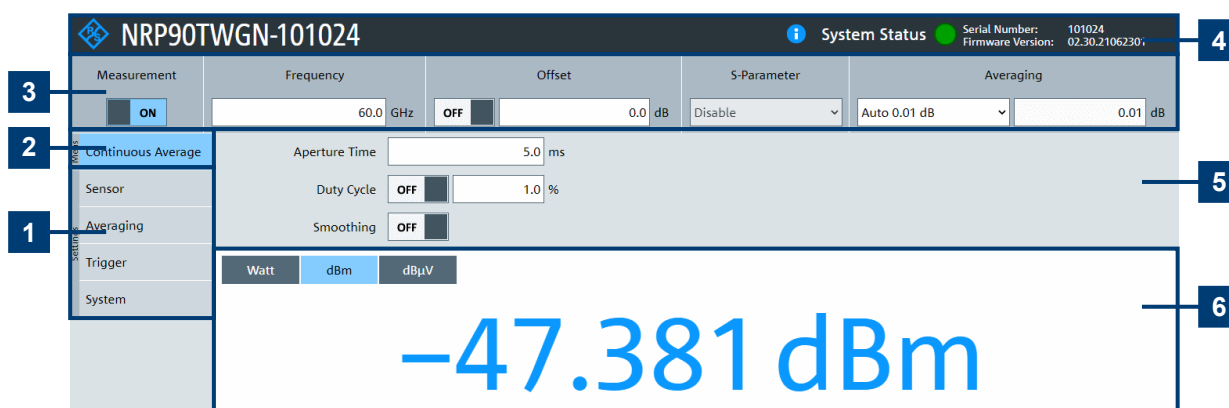 NRP90TWGN-101024
i System Status Serial Number: 101024
Firmware Version: 02.30.21062301
4
Measurement Frequency Offset S-Parameter Averaging
3
ON 60.0 GHz OFF 0.0 dB Disable Auto 0.01 dB 0.01 dB
2
Meas
Continuous Average
Aperture Time 5.0 ms
Sensor
Duty Cycle OFF 1.0 %
5
1
Settings
Averaging
Smoothing OFF
Trigger
Watt dBm dBµV
System
6
−47.381 dBm